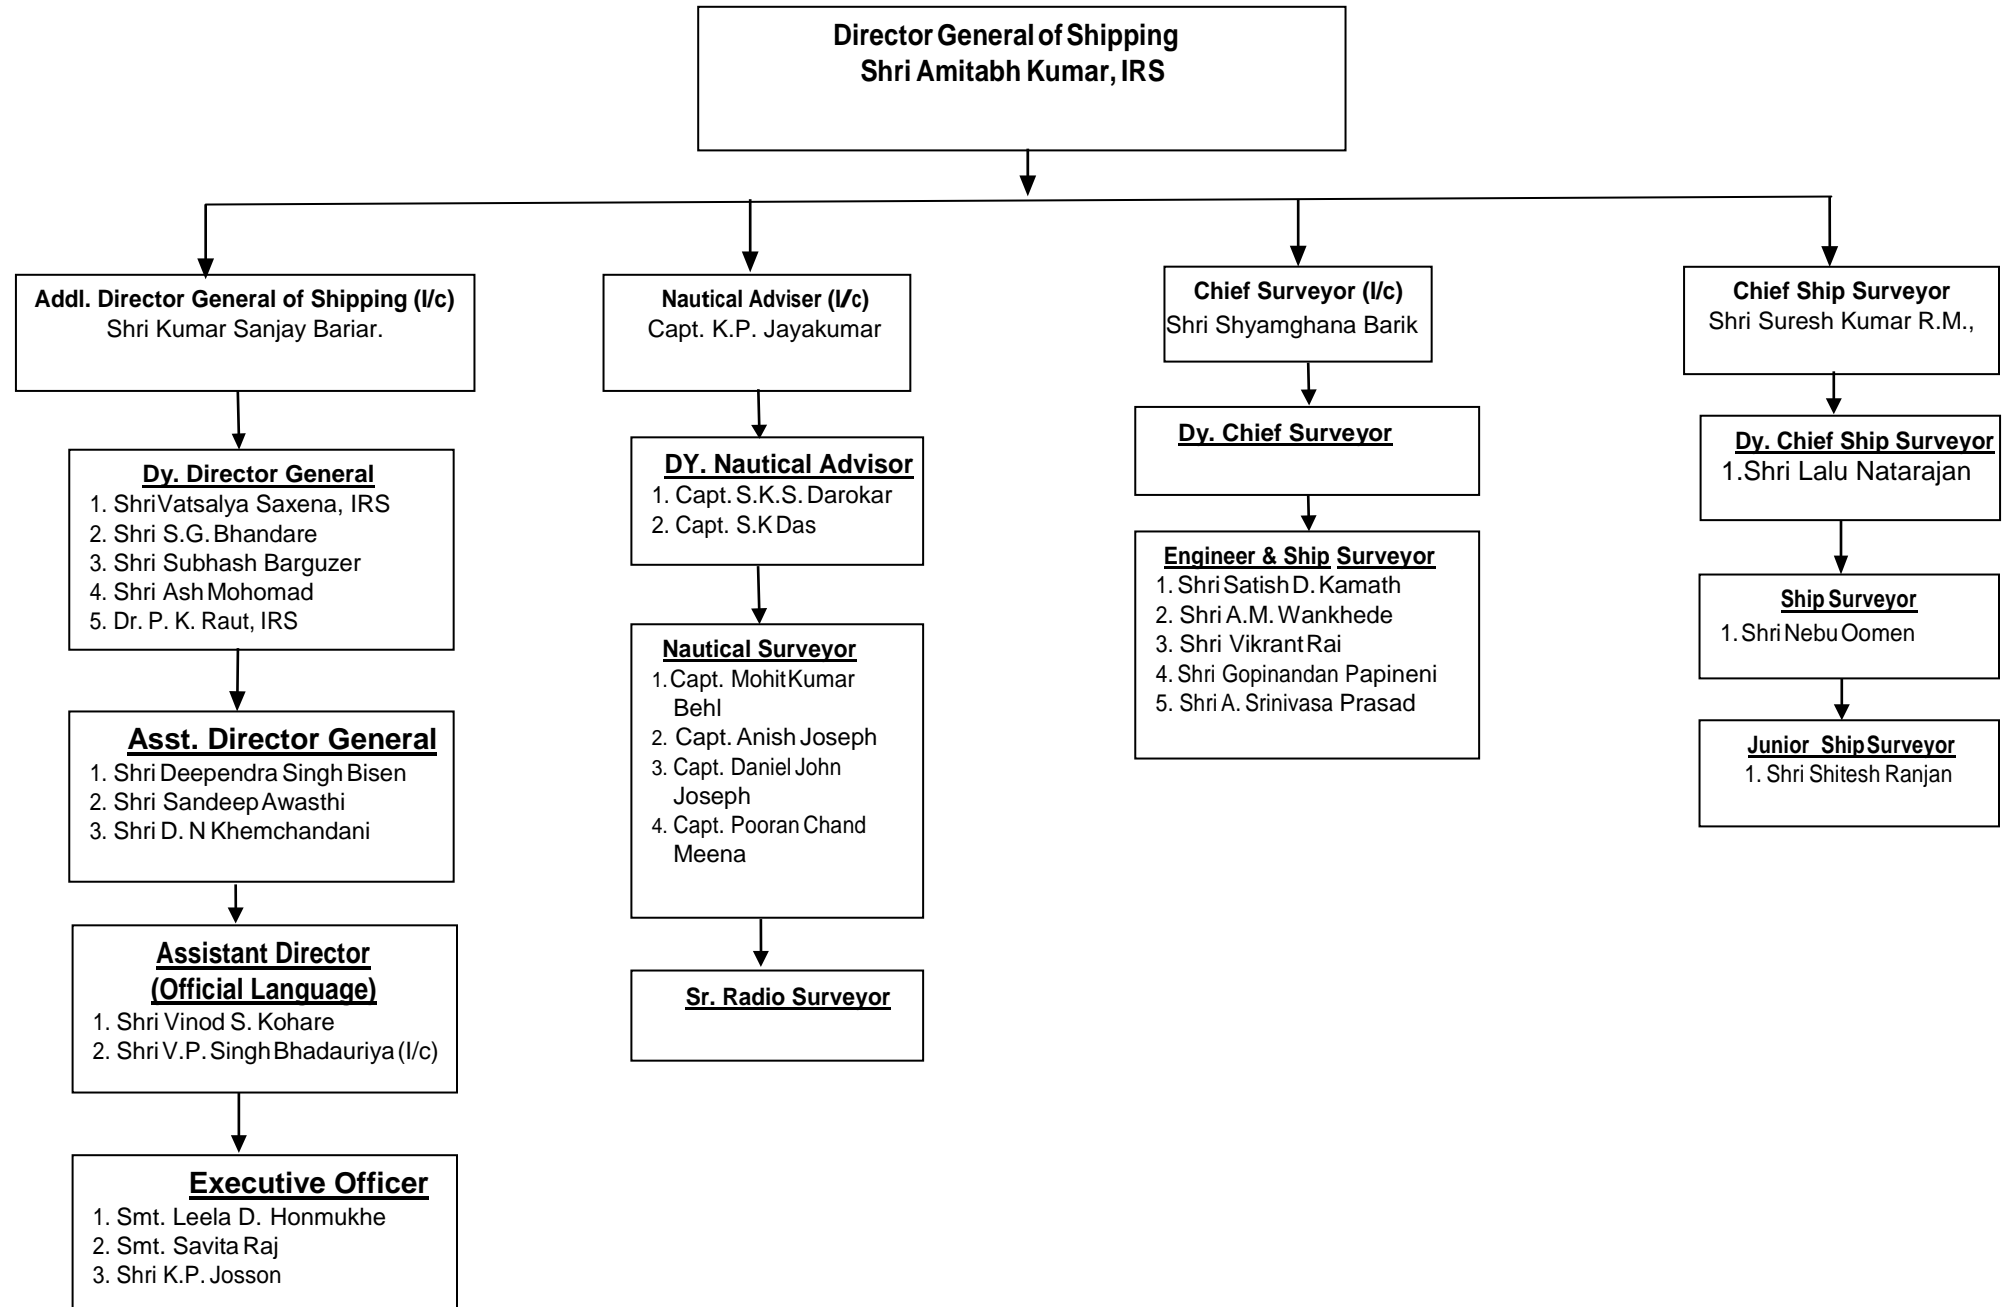 Director General of Shipping
Shri Amitabh Kumar, IRS
Addl. Director General of Shipping (I/c)
Shri Kumar Sanjay Bariar.
Dy. Director General
1. Shri Vatsalya Saxena, IRS
2. Shri S.G. Bhandare
3. Shri Subhash Barguzer
4. Shri Ash Mohomad
5. Dr. P. K. Raut, IRS
Asst. Director General
1. Shri Deependra Singh Bisen
2. Shri Sandeep Awasthi
3. Shri D. N Khemchandani
Assistant Director
(Official Language)
1. Shri Vinod S. Kohare
2. Shri V.P. Singh Bhadauriya (I/c)
Executive Officer
1. Smt. Leela D. Honmukhe
2. Smt. Savita Raj
3. Shri K.P. Josson
Nautical Adviser (I/c)
Capt. K.P. Jayakumar
DY. Nautical Advisor
1. Capt. S.K.S. Darokar
2. Capt. S.K Das
Nautical Surveyor
1. Capt. Mohit Kumar
Behl
2. Capt. Anish Joseph
3. Capt. Daniel John
Joseph
4. Capt. Pooran Chand
Meena
Sr. Radio Surveyor
Chief Surveyor (I/c)
Shri Shyamghana Barik
Dy. Chief Surveyor
Engineer & Ship Surveyor
1. Shri Satish D. Kamath
2. Shri A.M. Wankhede
3. Shri Vikrant Rai
4. Shri Gopinandan Papineni
5. Shri A. Srinivasa Prasad
Chief Ship Surveyor
Shri Suresh Kumar R.M.,
Dy. Chief Ship Surveyor
1.Shri Lalu Natarajan
Ship Surveyor
1. Shri Nebu Oomen
Junior Ship Surveyor
1. Shri Shitesh Ranjan